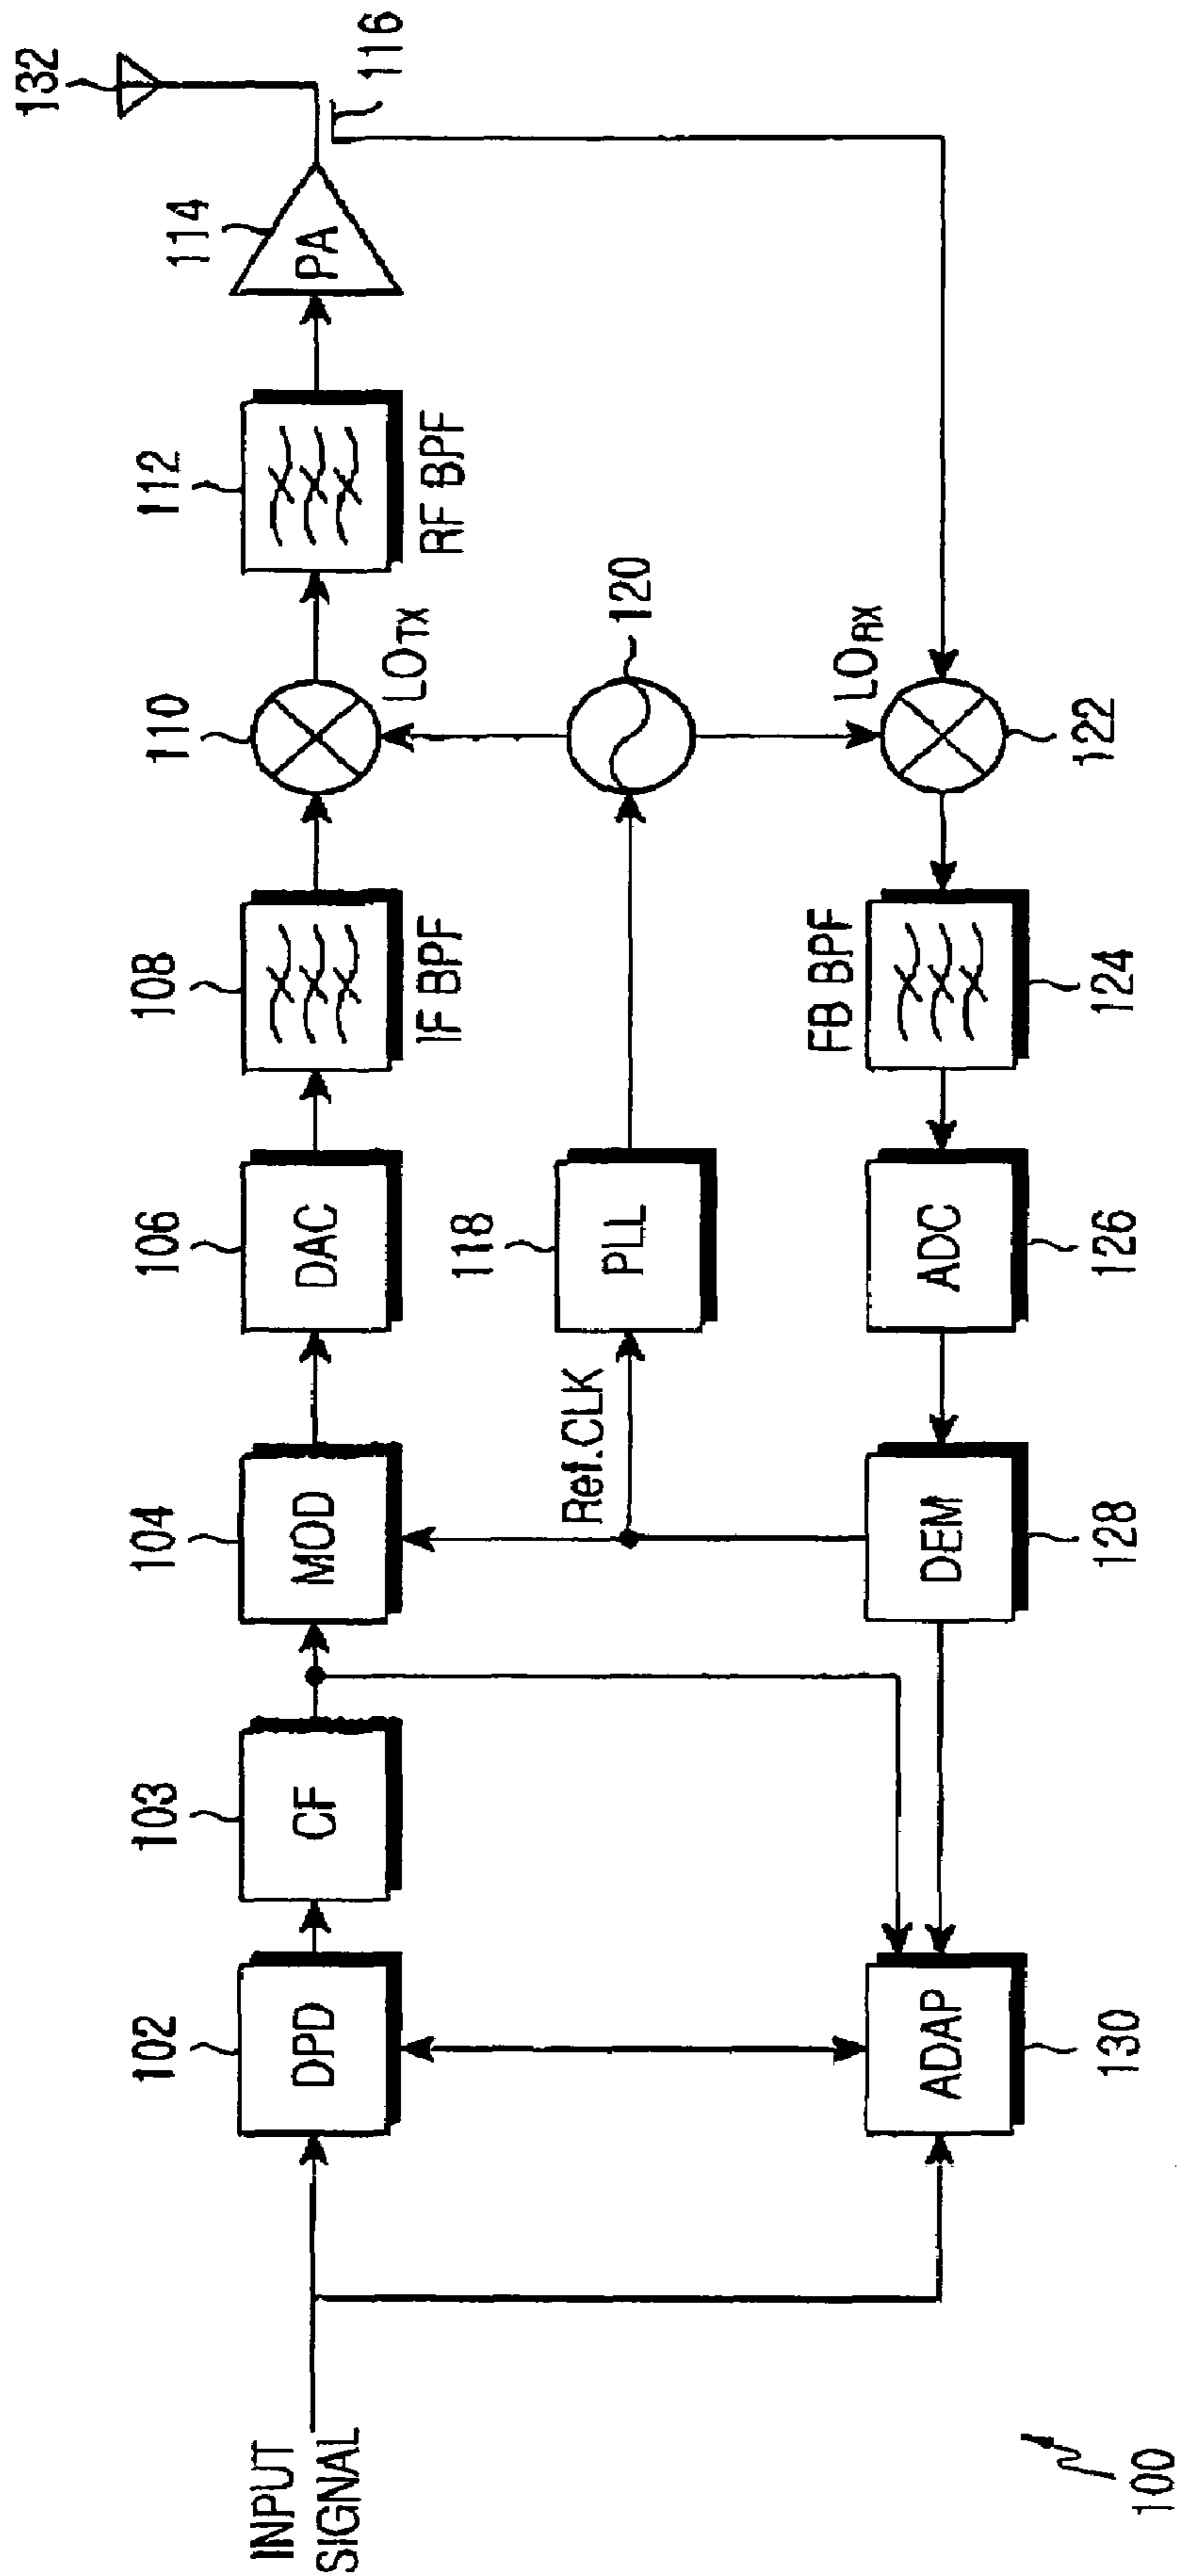 132
116
114
PA
112
RF BPF
110
LOTX
120
LORX
122
108
IF BPF
FB BPF
124
106
DAC
118
PLL
ADC
126
104
MOD
Ref.CLK
DEM
128
103
CF
102
DPD
ADAP
130
INPUT
SIGNAL
100